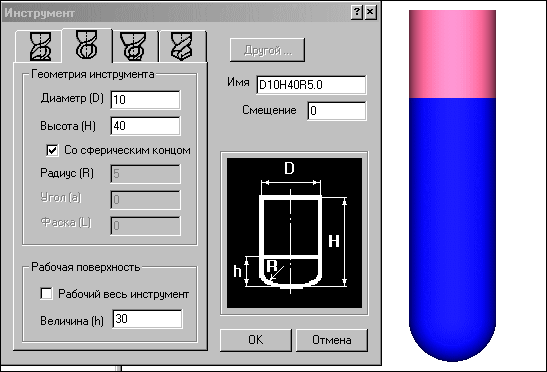 Инструмент
Другой ...
Геометрия инструмента
Имя D10H40R5.0
Диаметр (D) 10
Смещение 0
Высота (H) 40
Со сферическим концом
Радиус (R) 5
Угол (a) 0
Фаска (L) 0
D
H
h
R
Рабочая поверхность
Рабочий весь инструмент
Величина (h) 30
OK Отмена